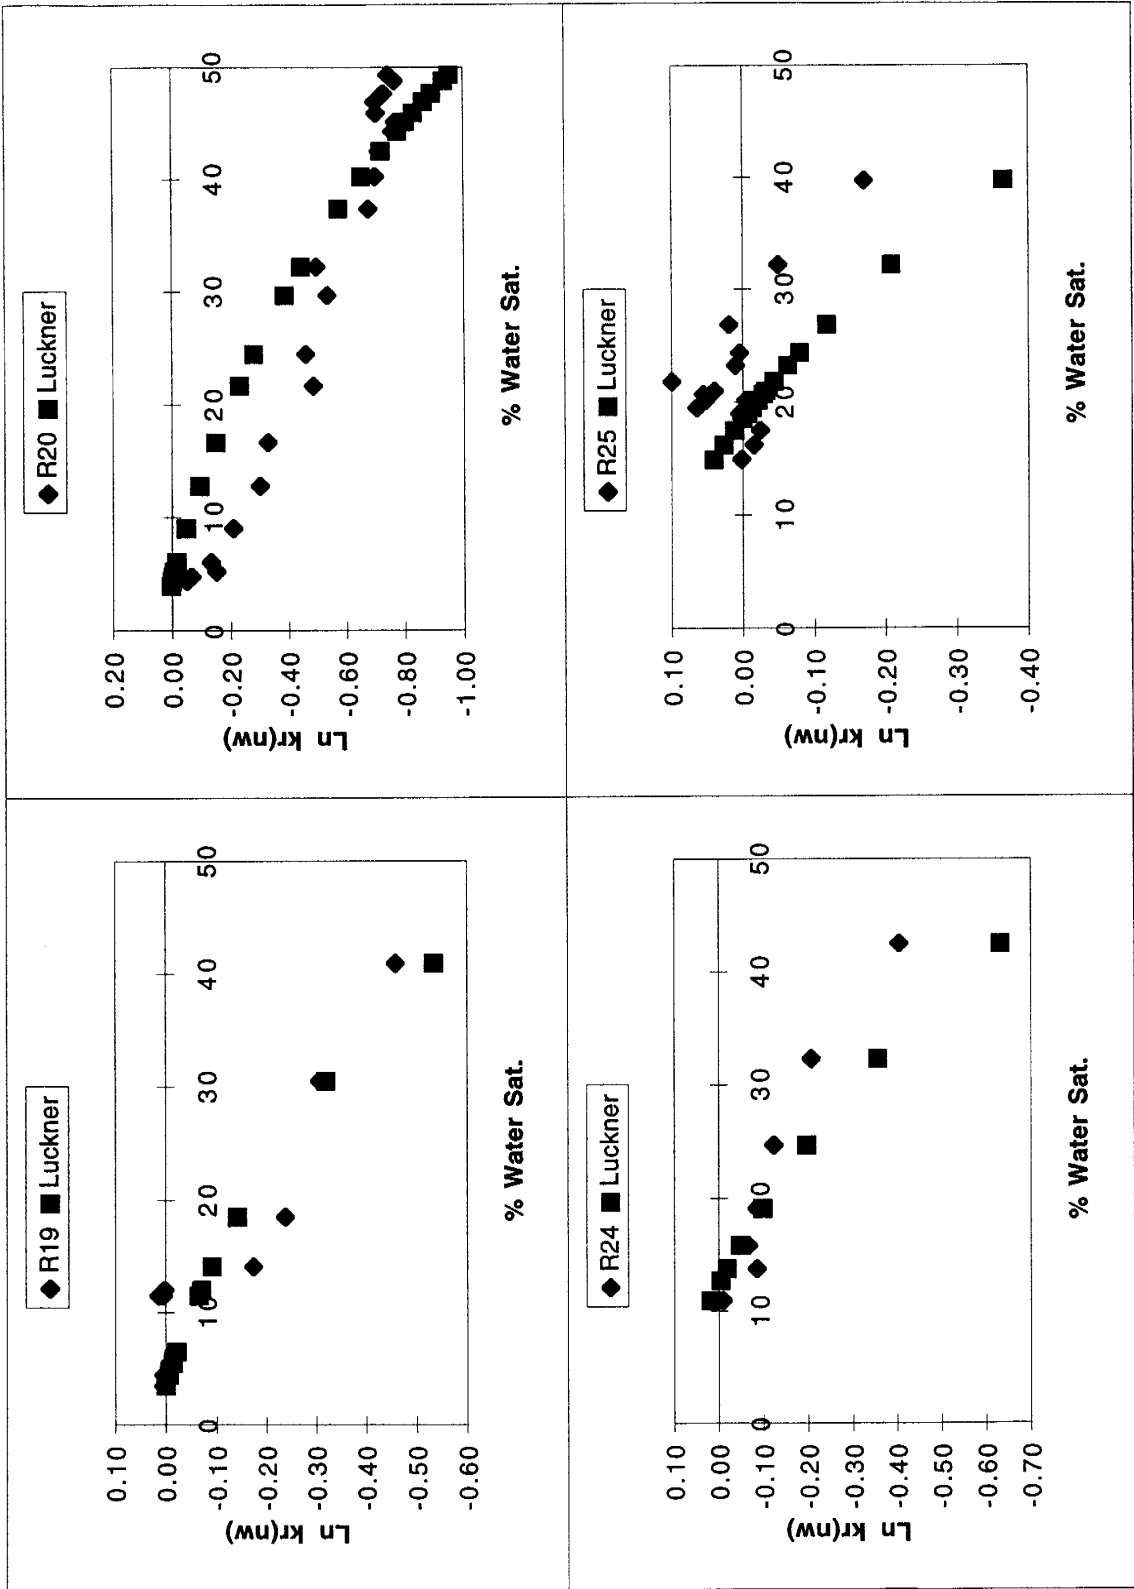 R19 Luckner
0.10
0.00
-0.10
-0.20
-0.30
-0.40
-0.50
-0.60
Ln kr(nw)
0 10 20 30 40 50
% Water Sat.
R20 Luckner
0.20
0.00
-0.20
-0.40
-0.60
-0.80
-1.00
Ln kr(nw)
0 10 20 30 40 50
% Water Sat.
R24 Luckner
0.10
0.00
-0.10
-0.20
-0.30
-0.40
-0.50
-0.60
-0.70
Ln kr(nw)
0 10 20 30 40 50
% Water Sat.
R25 Luckner
0.10
0.00
-0.10
-0.20
-0.30
-0.40
Ln kr(nw)
0 10 20 30 40 50
% Water Sat.